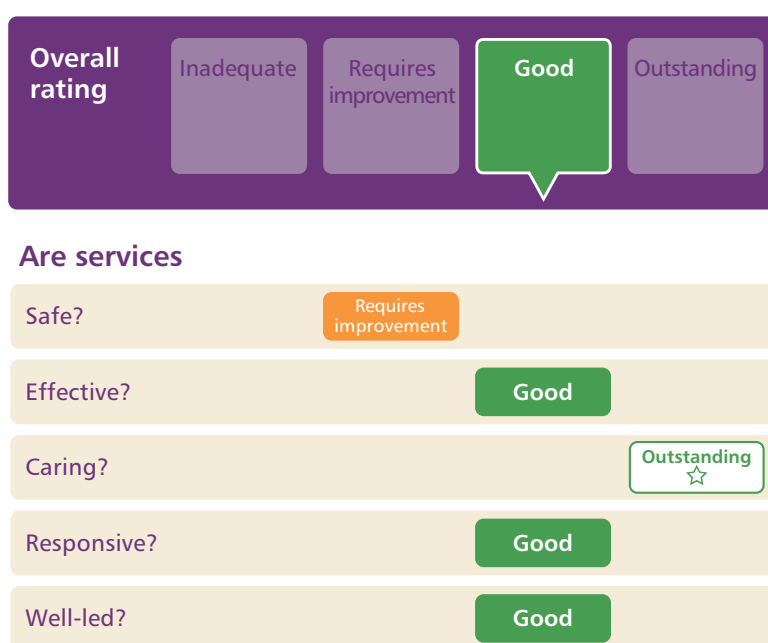 Overall
rating
Inadequate
Requires
improvement
Good
Outstanding
Are services
Safe?
Requires
improvement
Effective?
Good
Caring?
Outstanding
Responsive?
Good
Well-led?
Good